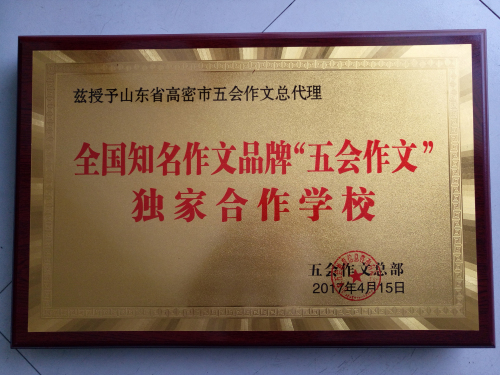 兹授予山东省高密市五会作文总代理
全国知名作文品牌“五会作文”
独家合作学校
五会作文总部
2017年4月15日